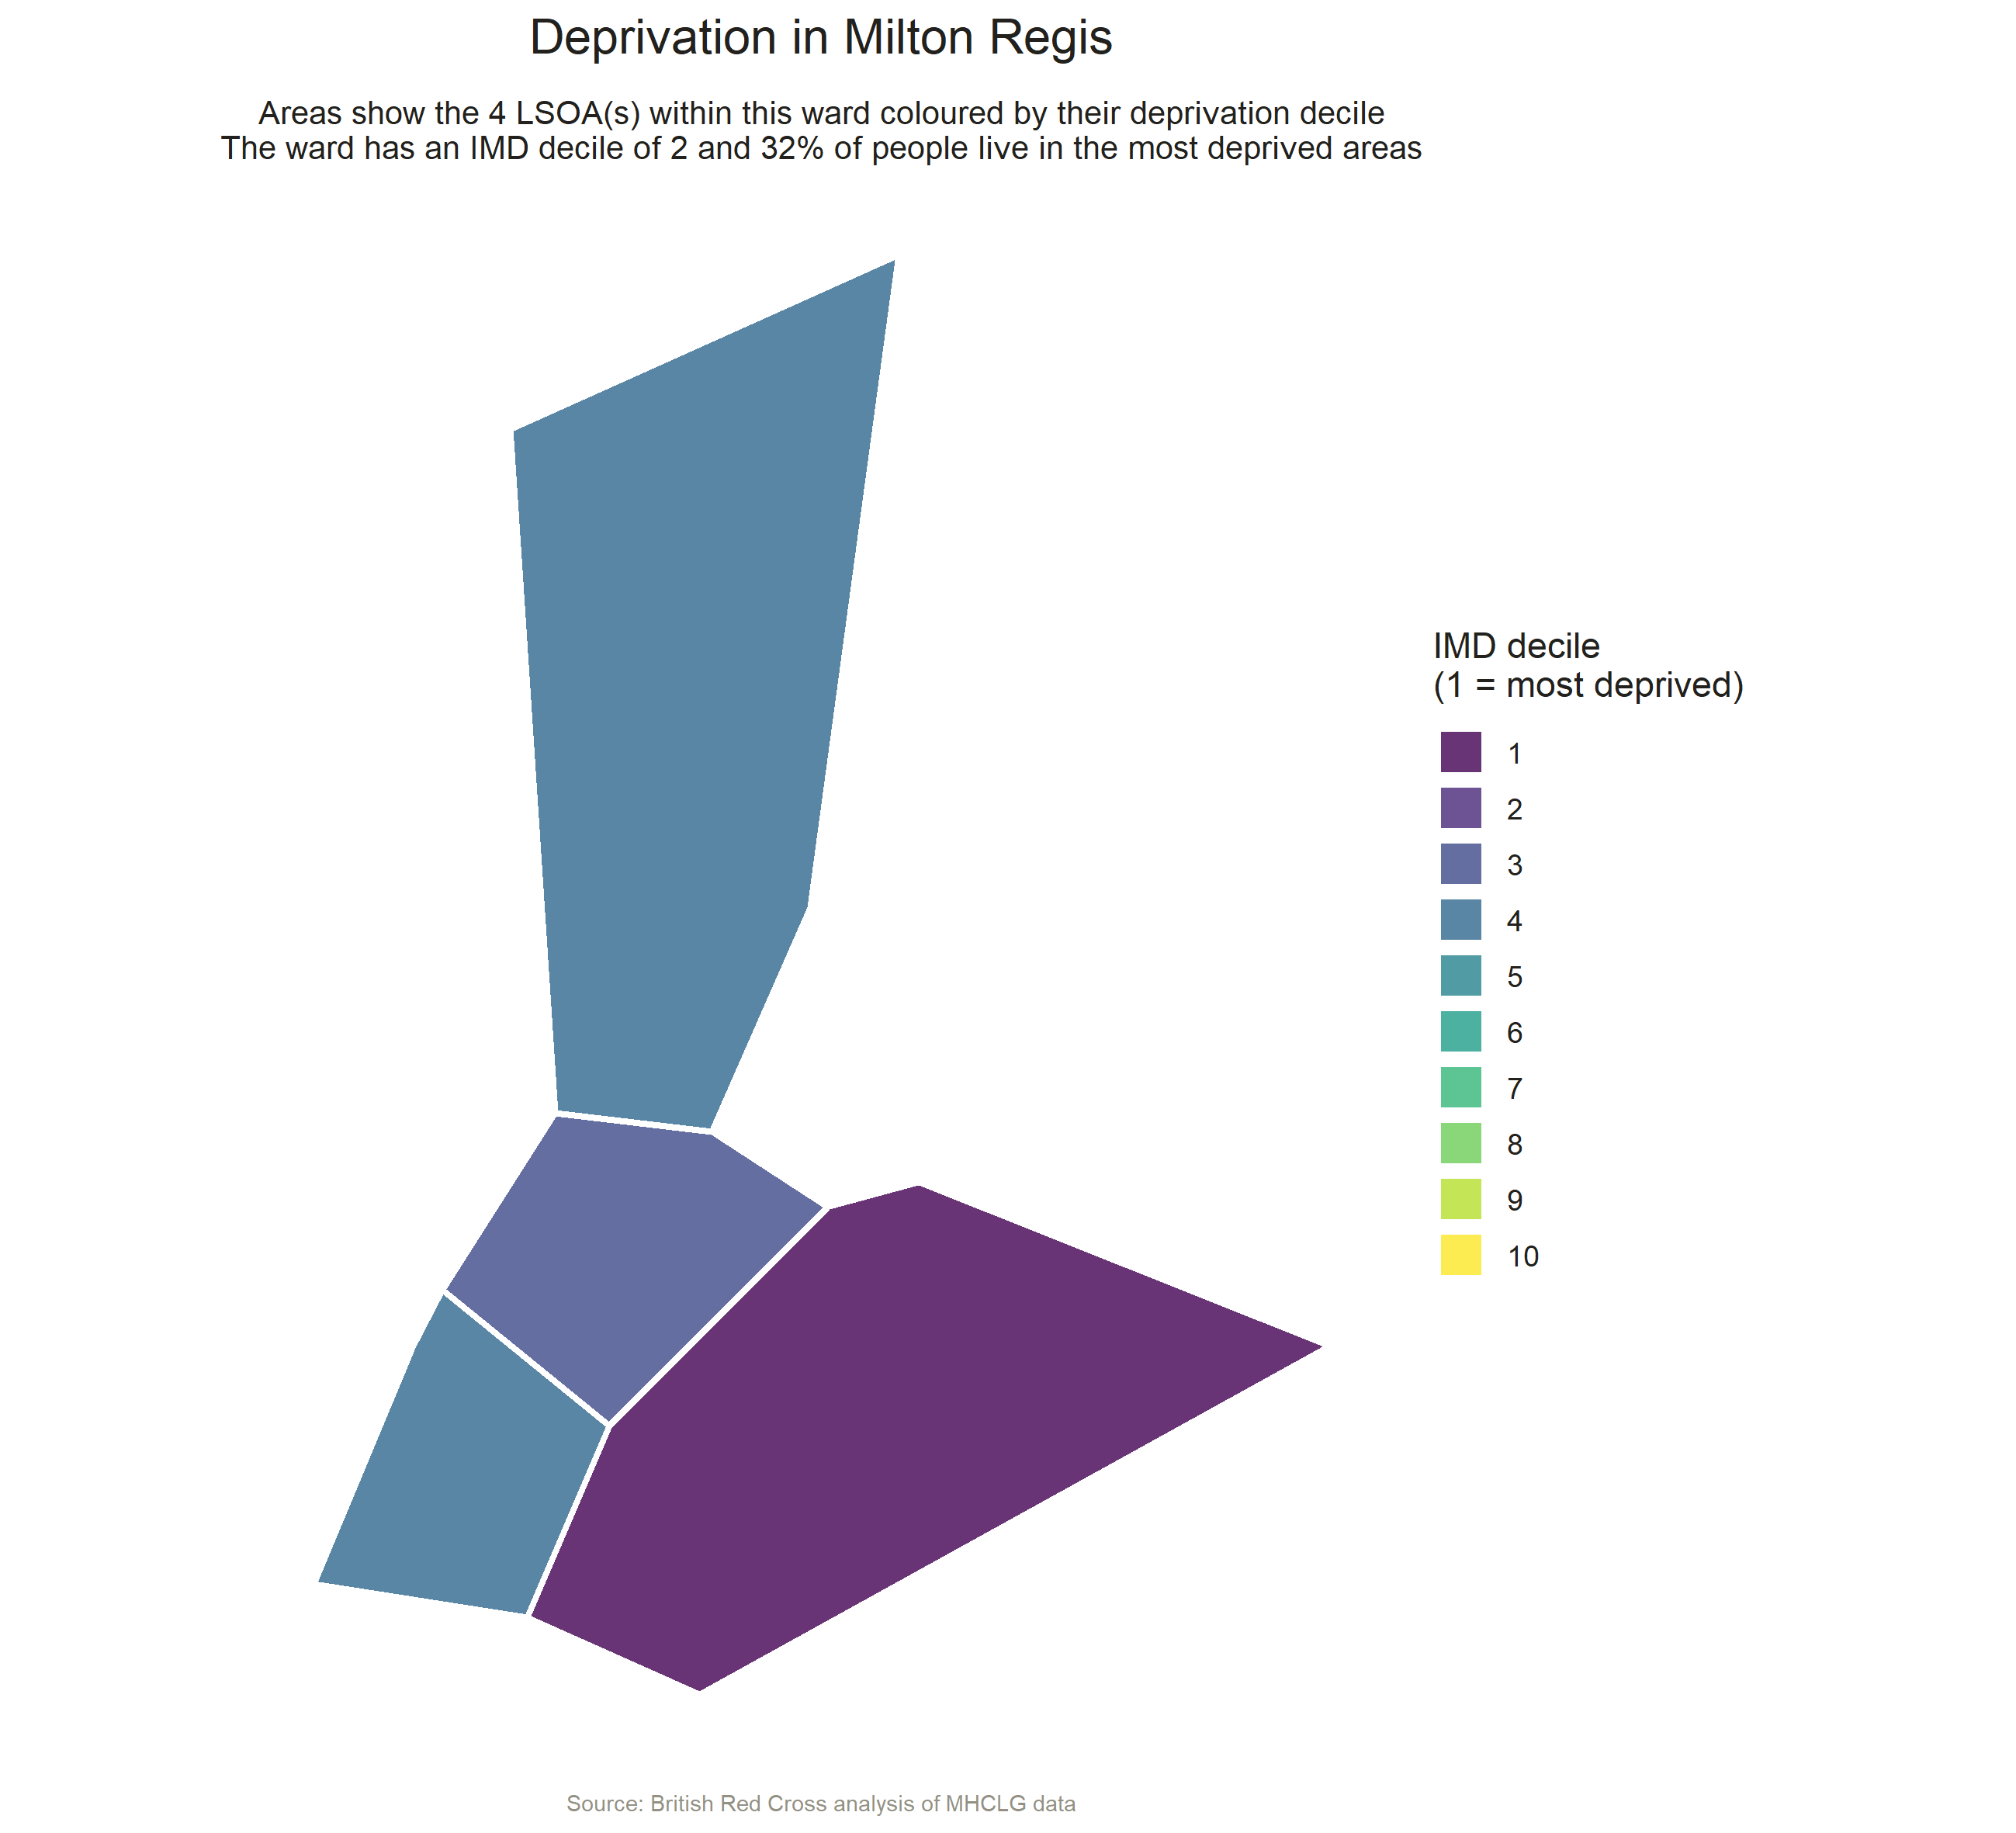 Deprivation in Milton Regis
Areas show the 4 LSOA(s) within this ward coloured by their deprivation decile
The ward has an IMD decile of 2 and 32% of people live in the most deprived areas
IMD decile
(1 = most deprived)
1
2
3
4
5
6
7
8
9
10
Source: British Red Cross analysis of MHCLG data